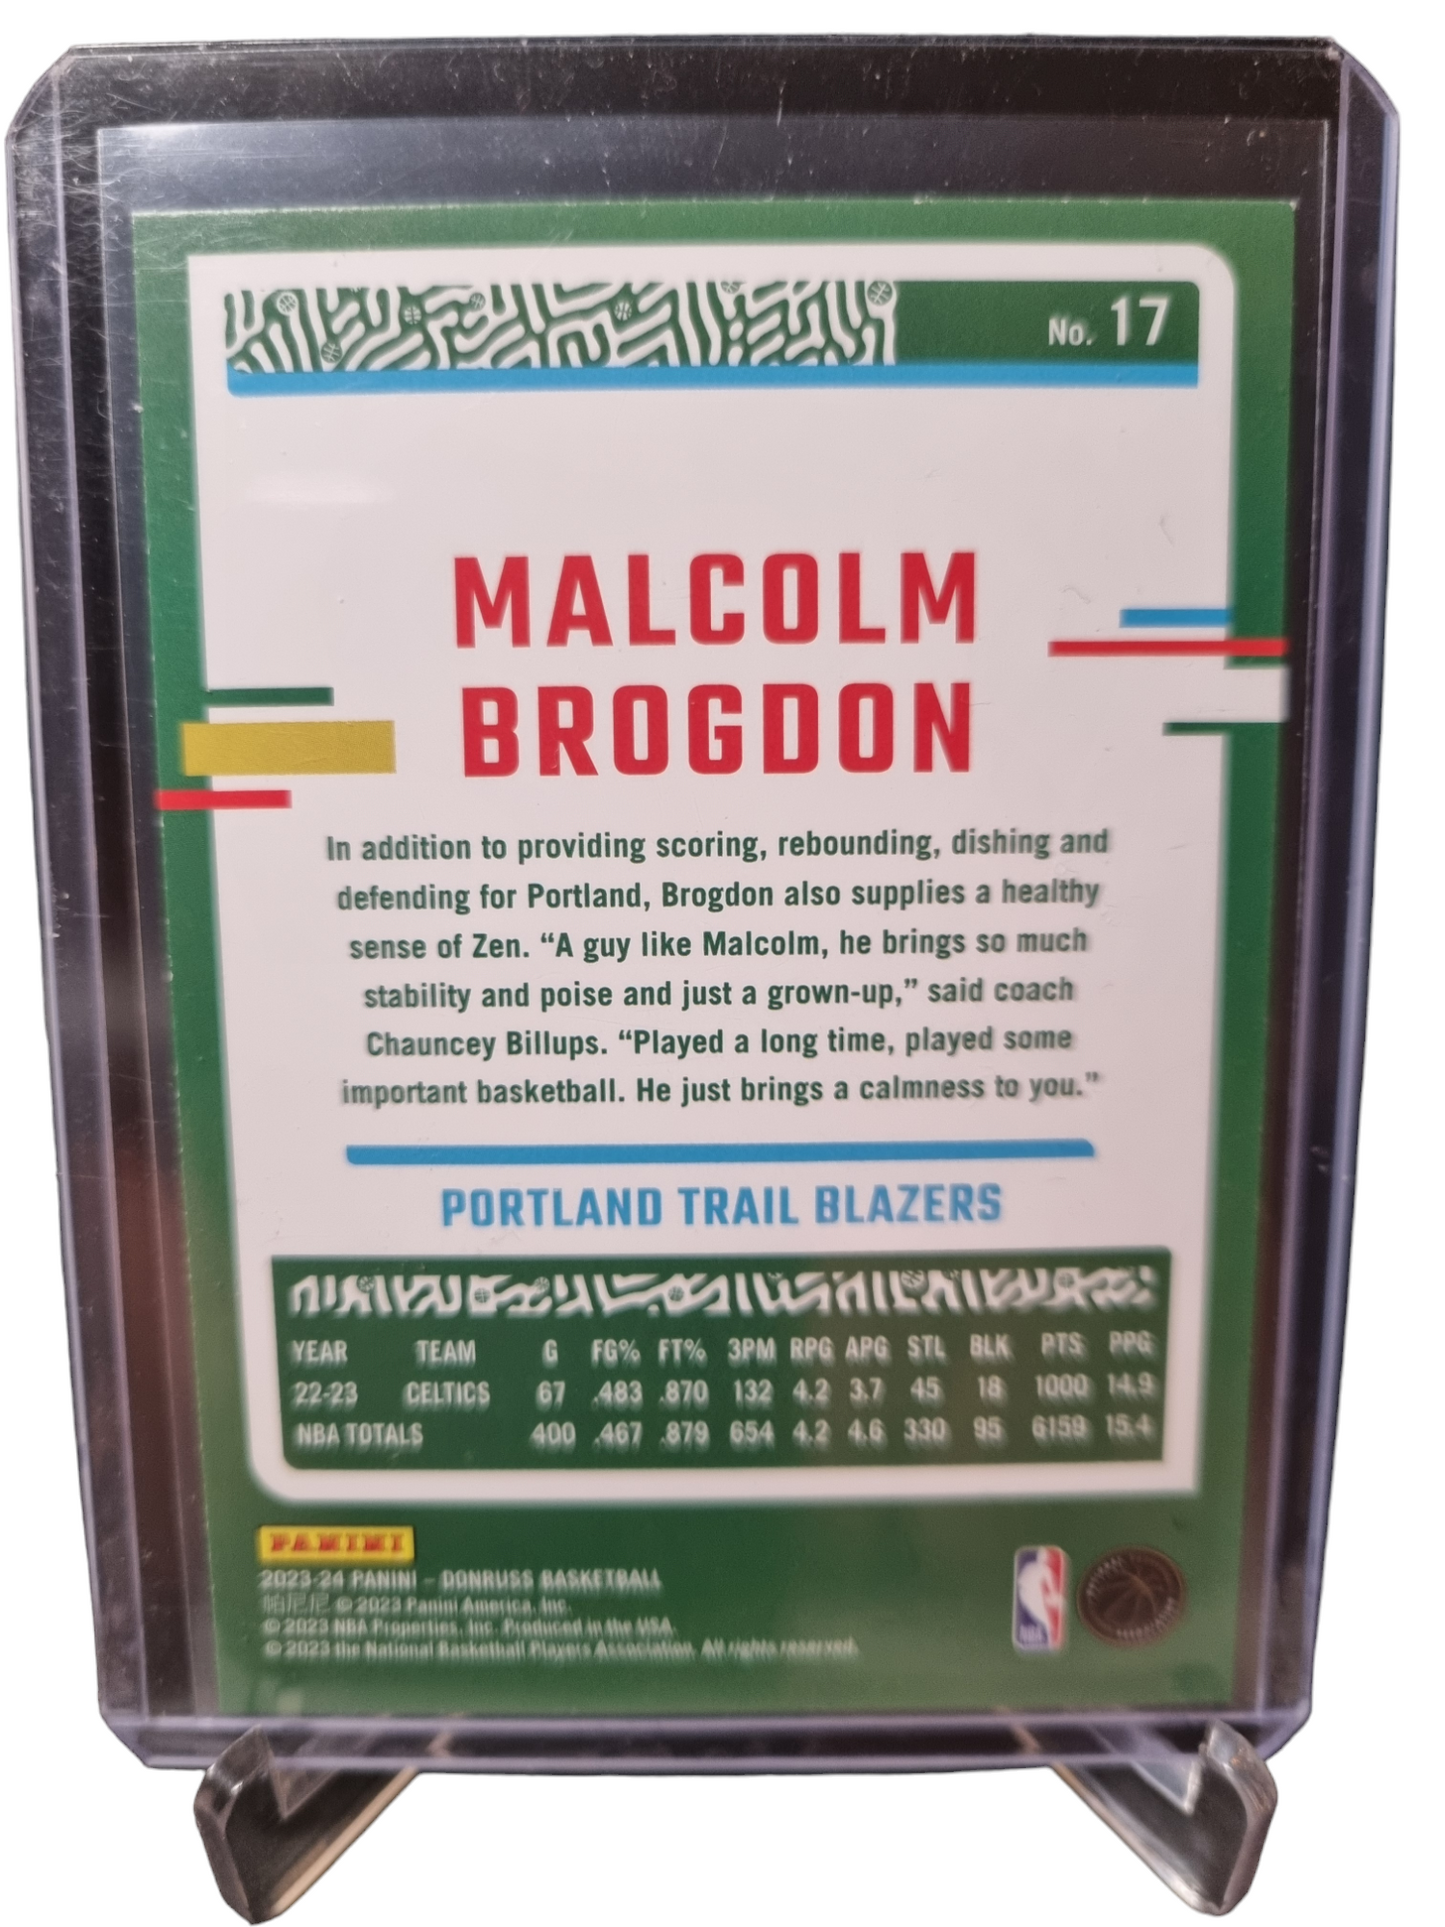 No. 17
MALCOLM
BROGDON
In addition to providing scoring, rebounding, dishing and
defending for Portland, Brogdon also supplies a healthy
sense of Zen. “A guy like Malcolm, he brings so much
stability and poise and just a grown-up,” said coach
Chauncey Billups. “Played a long time, played some
important basketball. He just brings a calmness to you.”
PORTLAND TRAIL BLAZERS
YEAR TEAM G FG% FT% 3PM RPG APG STL BLK PTS PPG
22-23 CELTICS 67 .483 .870 132 4.2 3.7 45 18 1000 14.9
NBA TOTALS 400 .467 .879 654 4.2 4.6 330 95 6159 15.4
PANINI
2023-24 PANINI – DONRUSS BASKETBALL
帕尼尼 © 2023 Panini America, Inc.
© 2023 NBA Properties, Inc. Produced in the USA.
© 2023 the National Basketball Players Association. All rights reserved.
NBA